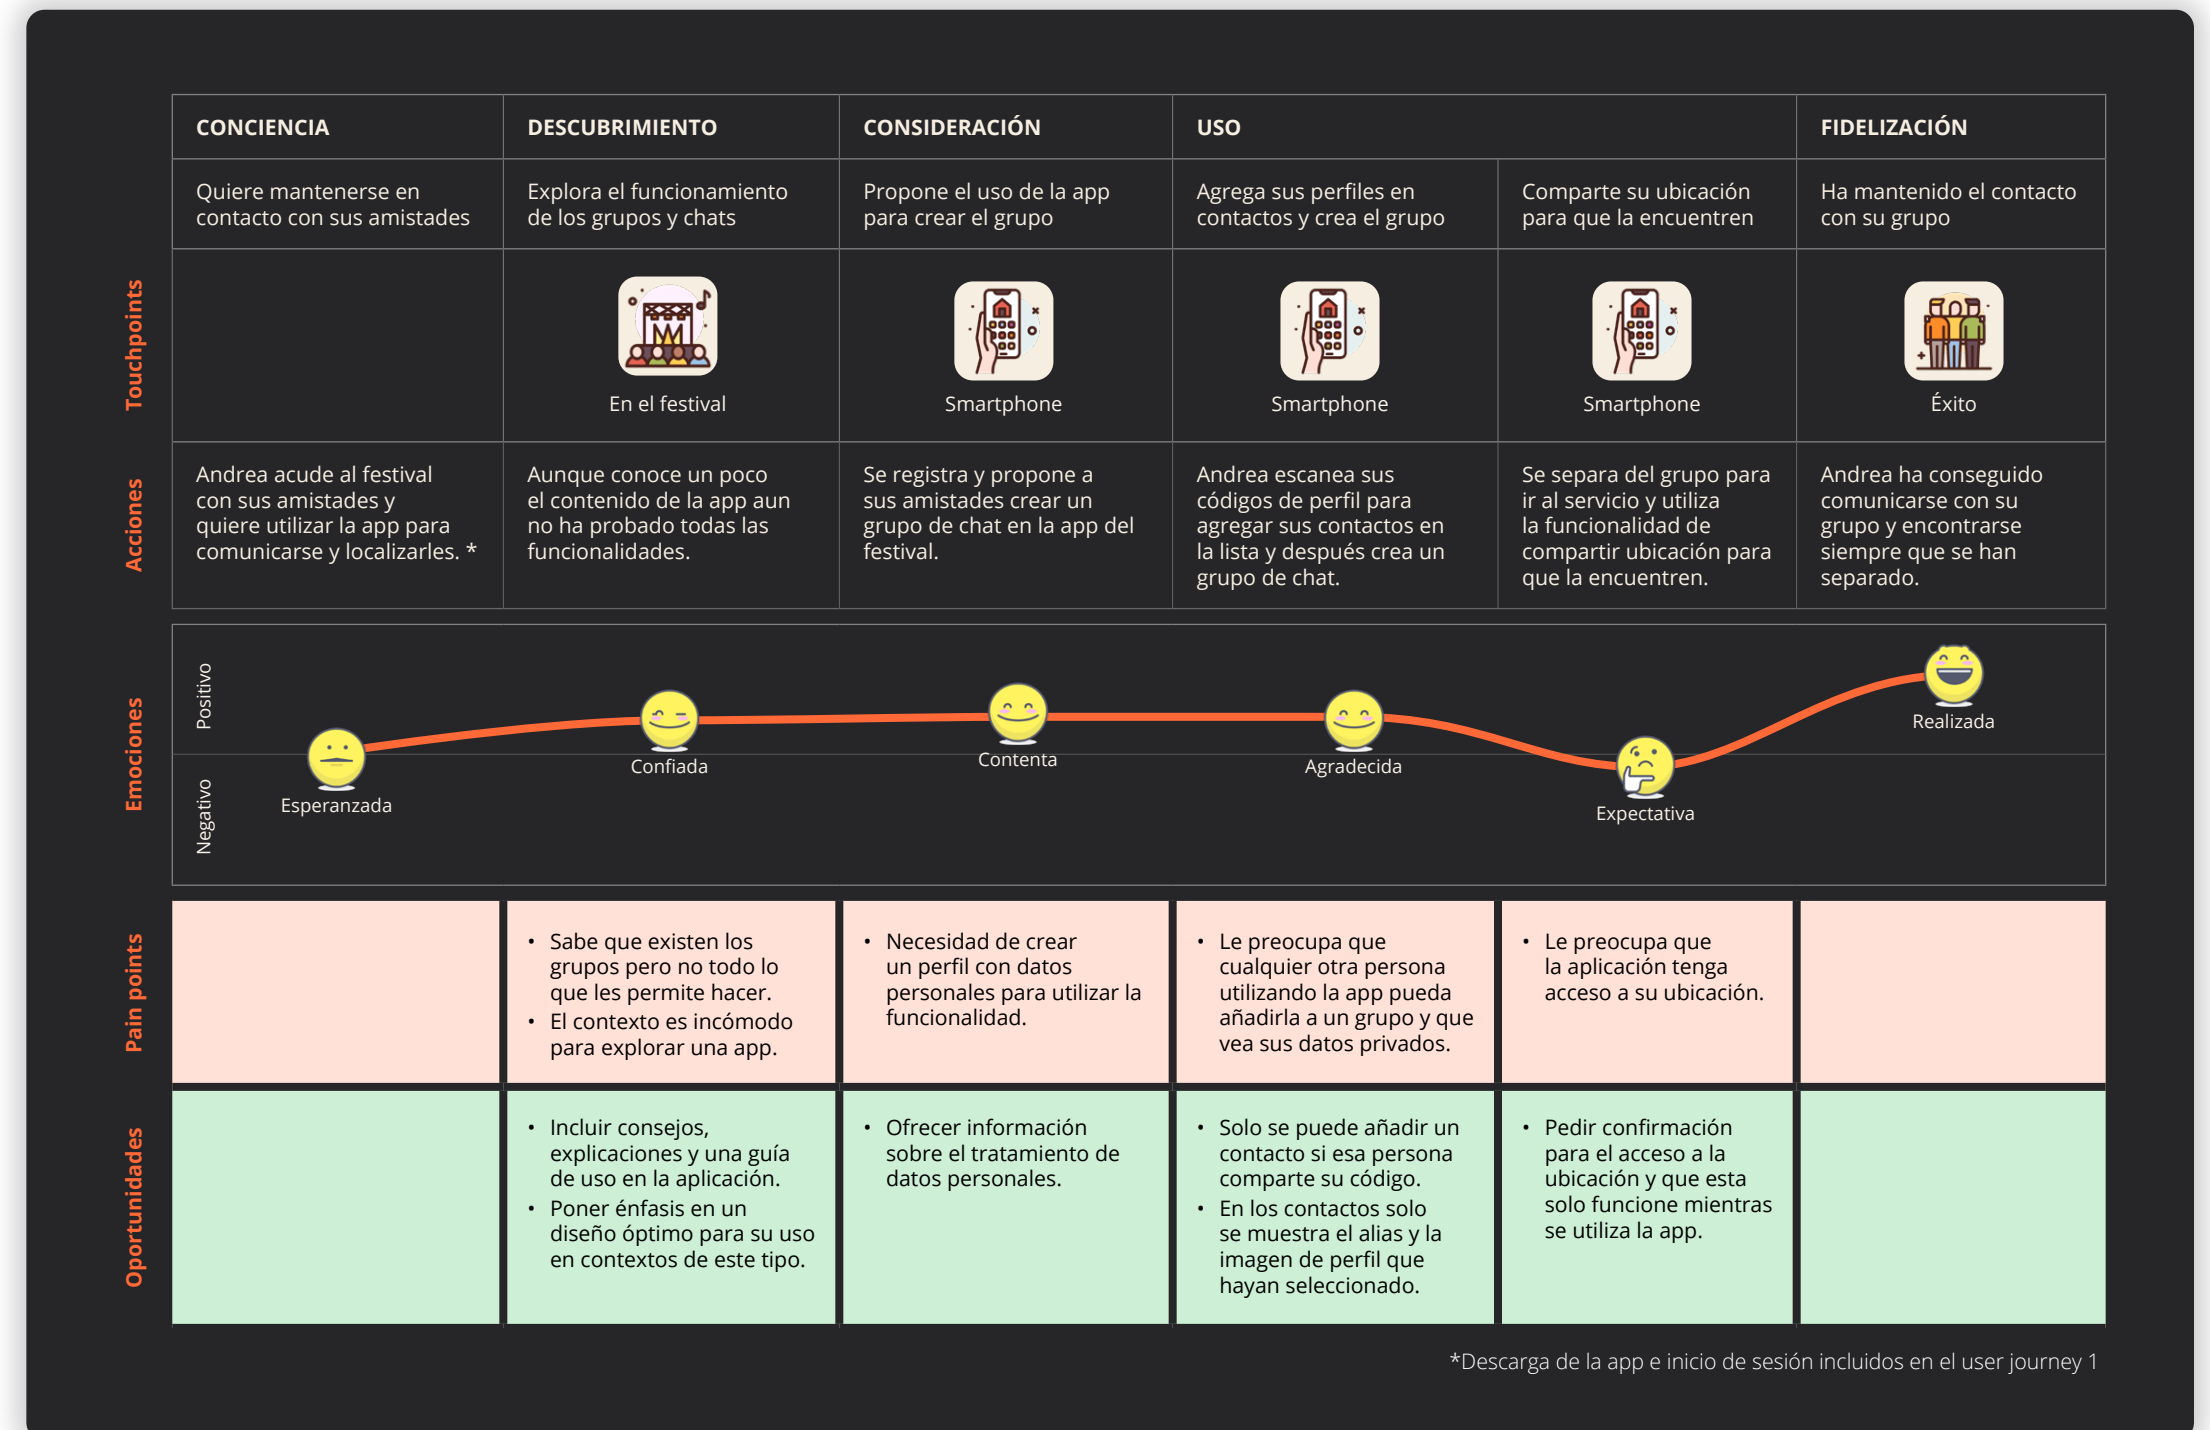 CONCIENCIA
DESCUBRIMIENTO
CONSIDERACIÓN
USO
FIDELIZACIÓN
Quiere mantenerse en
contacto con sus amistades
Explora el funcionamiento
de los grupos y chats
Propone el uso de la app
para crear el grupo
Agrega sus perfiles en
contactos y crea el grupo
Comparte su ubicación
para que la encuentren
Ha mantenido el contacto
con su grupo
Touchpoints
En el festival
Smartphone
Smartphone
Smartphone
Éxito
Acciones
Andrea acude al festival
con sus amistades y
quiere utilizar la app para
comunicarse y localizarles. *
Aunque conoce un poco
el contenido de la app aun
no ha probado todas las
funcionalidades.
Se registra y propone a
sus amistades crear un
grupo de chat en la app del
festival.
Andrea escanea sus
códigos de perfil para
agregar sus contactos en
la lista y después crea un
grupo de chat.
Se separa del grupo para
ir al servicio y utiliza
la funcionalidad de
compartir ubicación para
que la encuentren.
Andrea ha conseguido
comunicarse con su
grupo y encontrarse
siempre que se han
separado.
Emociones
Positivo
Negativo
Esperanzada
Confiada
Contenta
Agradecida
Expectativa
Realizada
Pain points
• Sabe que existen los
grupos pero no todo lo
que les permite hacer.
• El contexto es incómodo
para explorar una app.
• Necesidad de crear
un perfil con datos
personales para utilizar la
funcionalidad.
• Le preocupa que
cualquier otra persona
utilizando la app pueda
añadirla a un grupo y que
vea sus datos privados.
• Le preocupa que
la aplicación tenga
acceso a su ubicación.
Oportunidades
• Incluir consejos,
explicaciones y una guía
de uso en la aplicación.
• Poner énfasis en un
diseño óptimo para su uso
en contextos de este tipo.
• Ofrecer información
sobre el tratamiento de
datos personales.
• Solo se puede añadir un
contacto si esa persona
comparte su código.
• En los contactos solo
se muestra el alias y la
imagen de perfil que
hayan seleccionado.
• Pedir confirmación
para el acceso a la
ubicación y que esta
solo funcione mientras
se utiliza la app.
*Descarga de la app e inicio de sesión incluidos en el user journey 1